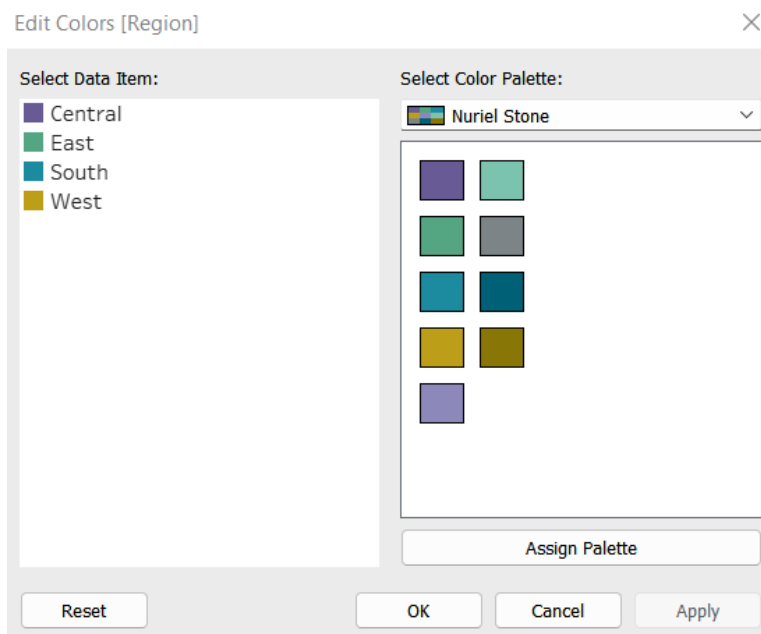 Edit Colors [Region]
Select Data Item:
Central
East
South
West
Select Color Palette:
Nuriel Stone
Assign Palette
Reset
OK
Cancel
Apply